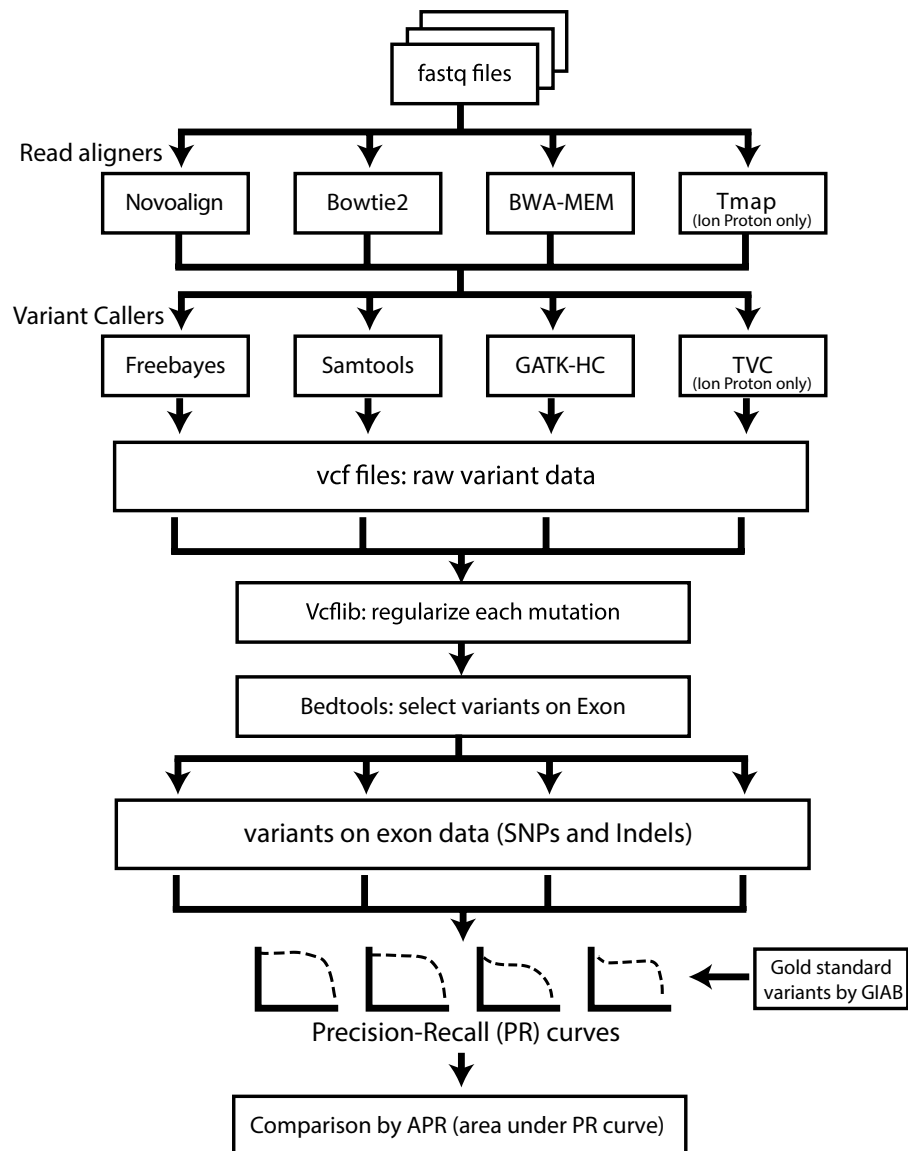 fastq files
Read aligners
Novoalign
Bowtie2
BWA-MEM
Tmap
(Ion Proton only)
Variant Callers
Freebayes
Samtools
GATK-HC
TVC
(Ion Proton only)
vcf files: raw variant data
Vcflib: regularize each mutation
Bedtools: select variants on Exon
variants on exon data (SNPs and Indels)
Gold standard
variants by GIAB
Precision-Recall (PR) curves
Comparison by APR (area under PR curve)